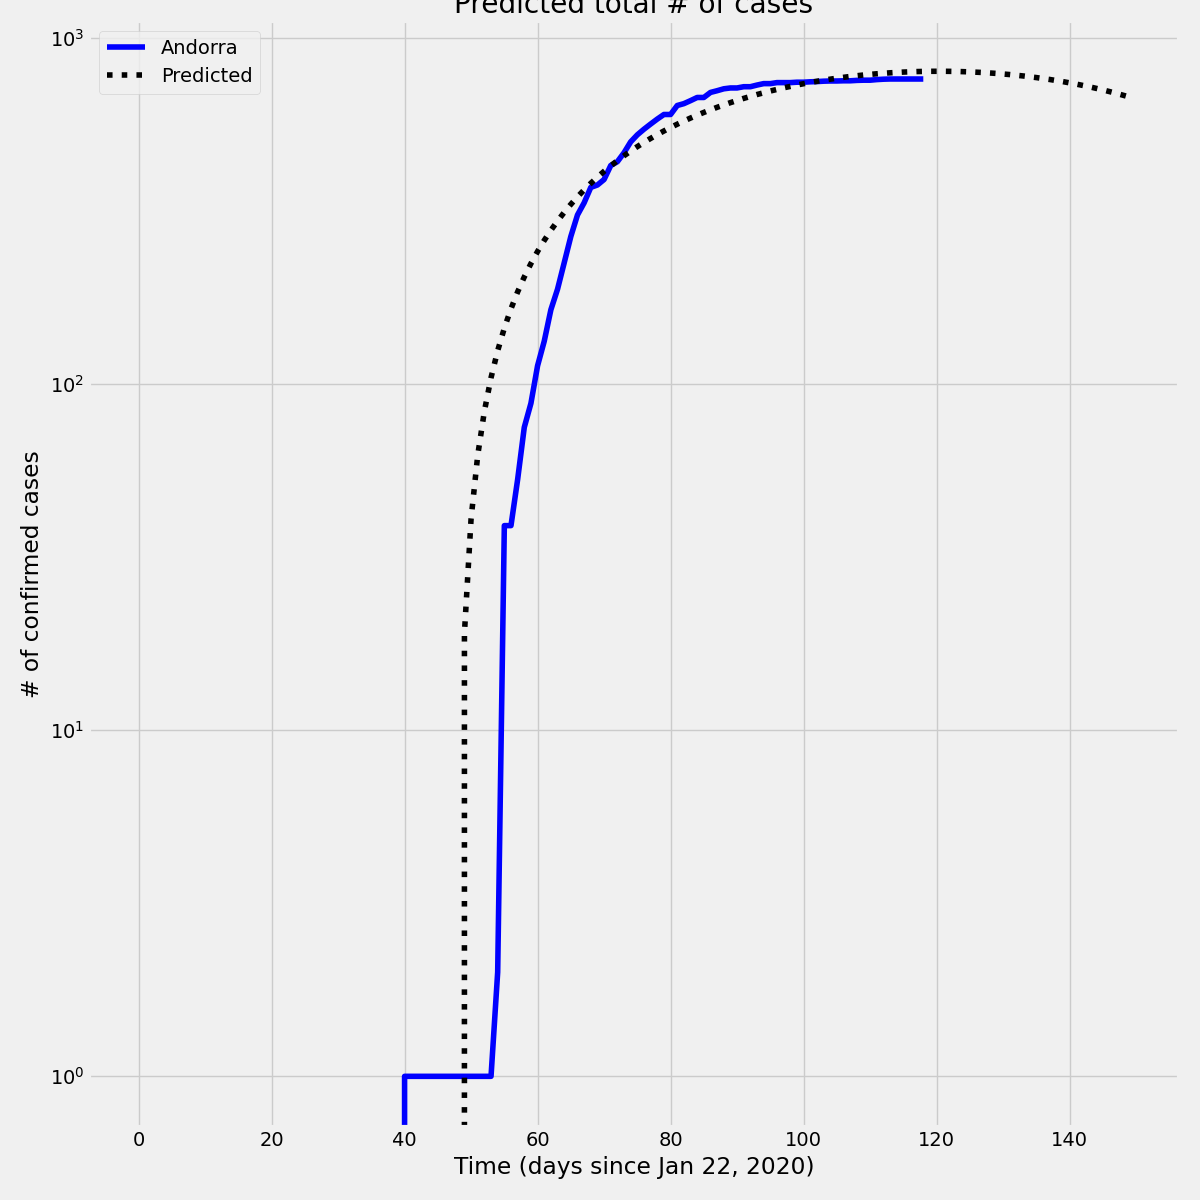 Predicted total # of cases
Andorra
Predicted
10³
10²
10¹
10⁰
# of confirmed cases
0 20 40 60 80 100 120 140
Time (days since Jan 22, 2020)